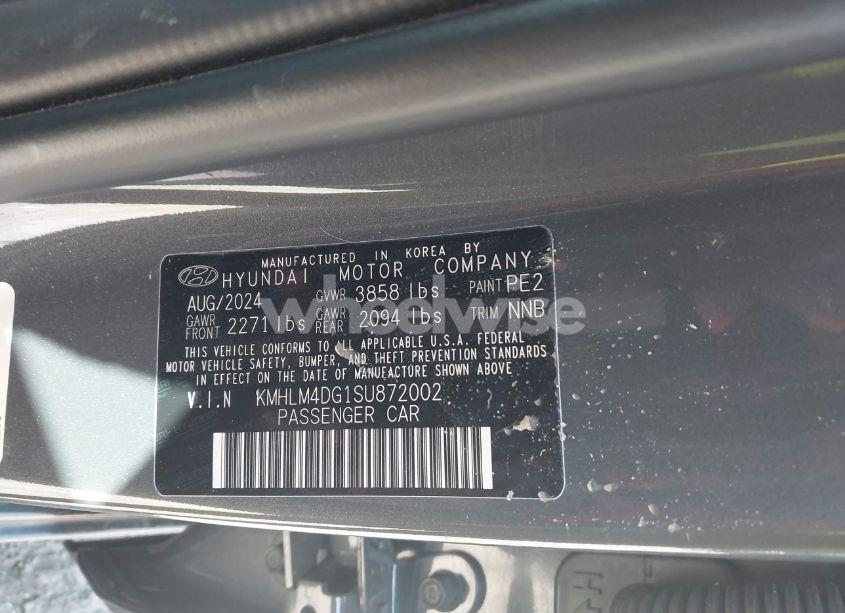 MANUFACTURED IN KOREA BY
HYUNDAI MOTOR COMPANY
AUG/2024 GVWR 3858 lbs PAINT PE2
GAWR FRONT 2271 lbs GAWR REAR 2094 lbs TRIM NNB
THIS VEHICLE CONFORMS TO ALL APPLICABLE U.S.A. FEDERAL
MOTOR VEHICLE SAFETY, BUMPER, AND THEFT PREVENTION STANDARDS
IN EFFECT ON THE DATE OF MANUFACTURE SHOWN ABOVE
V.I.N KMHLM4DG1SU872002
PASSENGER CAR
wheelwise